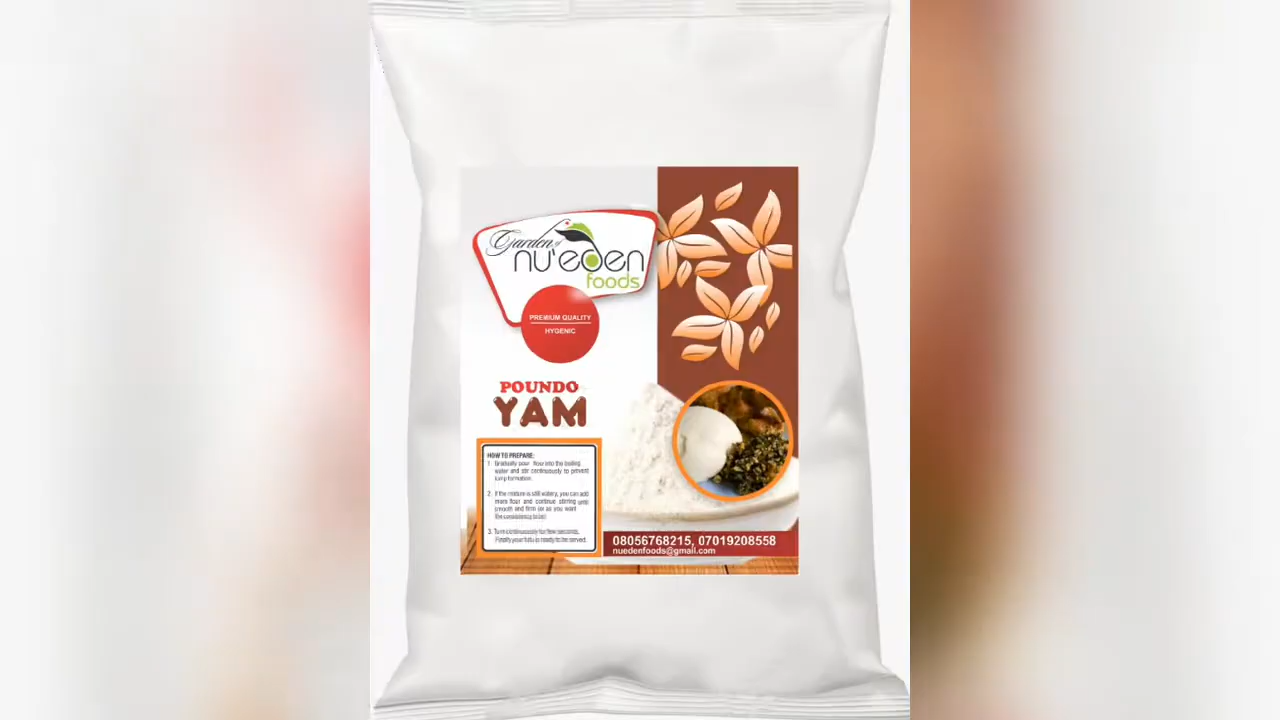 Garden of
nu'eden
foods
PREMIUM QUALITY
HYGENIC
POUNDO
YAM
HOW TO PREPARE:
1. Gradually pour flow into the boiling
water and stir continuously to prevent
lump formation.
2. If the mixture is still watery, you can add
more flour and continue stirring until
smooth and firm (or as you want
the consistency to be)
3. Turn continuously for few seconds.
Finally your fufu is ready to be served.
08056768215, 07019208558
nuedenfoods@gmail.com